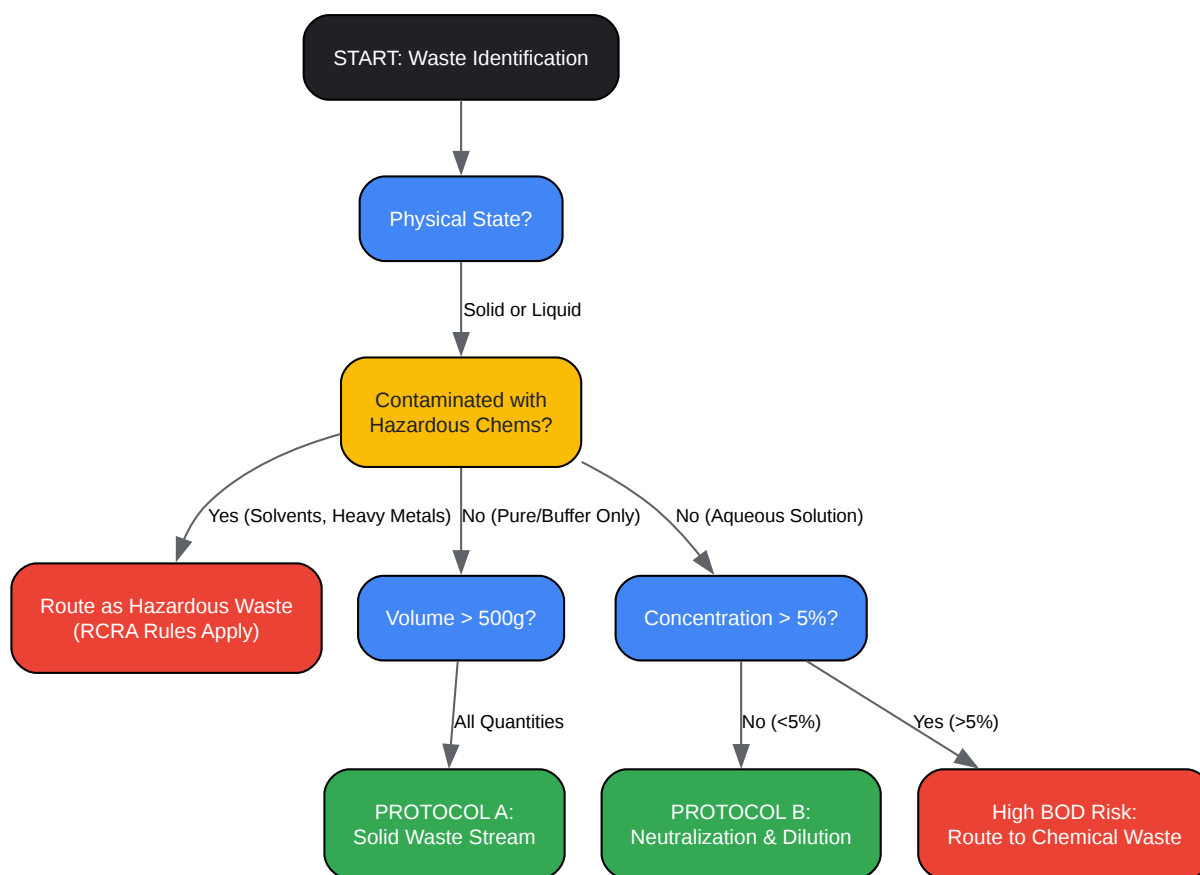 START: Waste Identification
Physical State?
Solid or Liquid
Contaminated with
Hazardous Chems?
Yes (Solvents, Heavy Metals)
No (Pure/Buffer Only)
No (Aqueous Solution)
Route as Hazardous Waste
(RCRA Rules Apply)
Volume > 500g?
Concentration > 5%?
All Quantities
No (<5%)
Yes (>5%)
PROTOCOL A:
Solid Waste Stream
PROTOCOL B:
Neutralization & Dilution
High BOD Risk:
Route to Chemical Waste